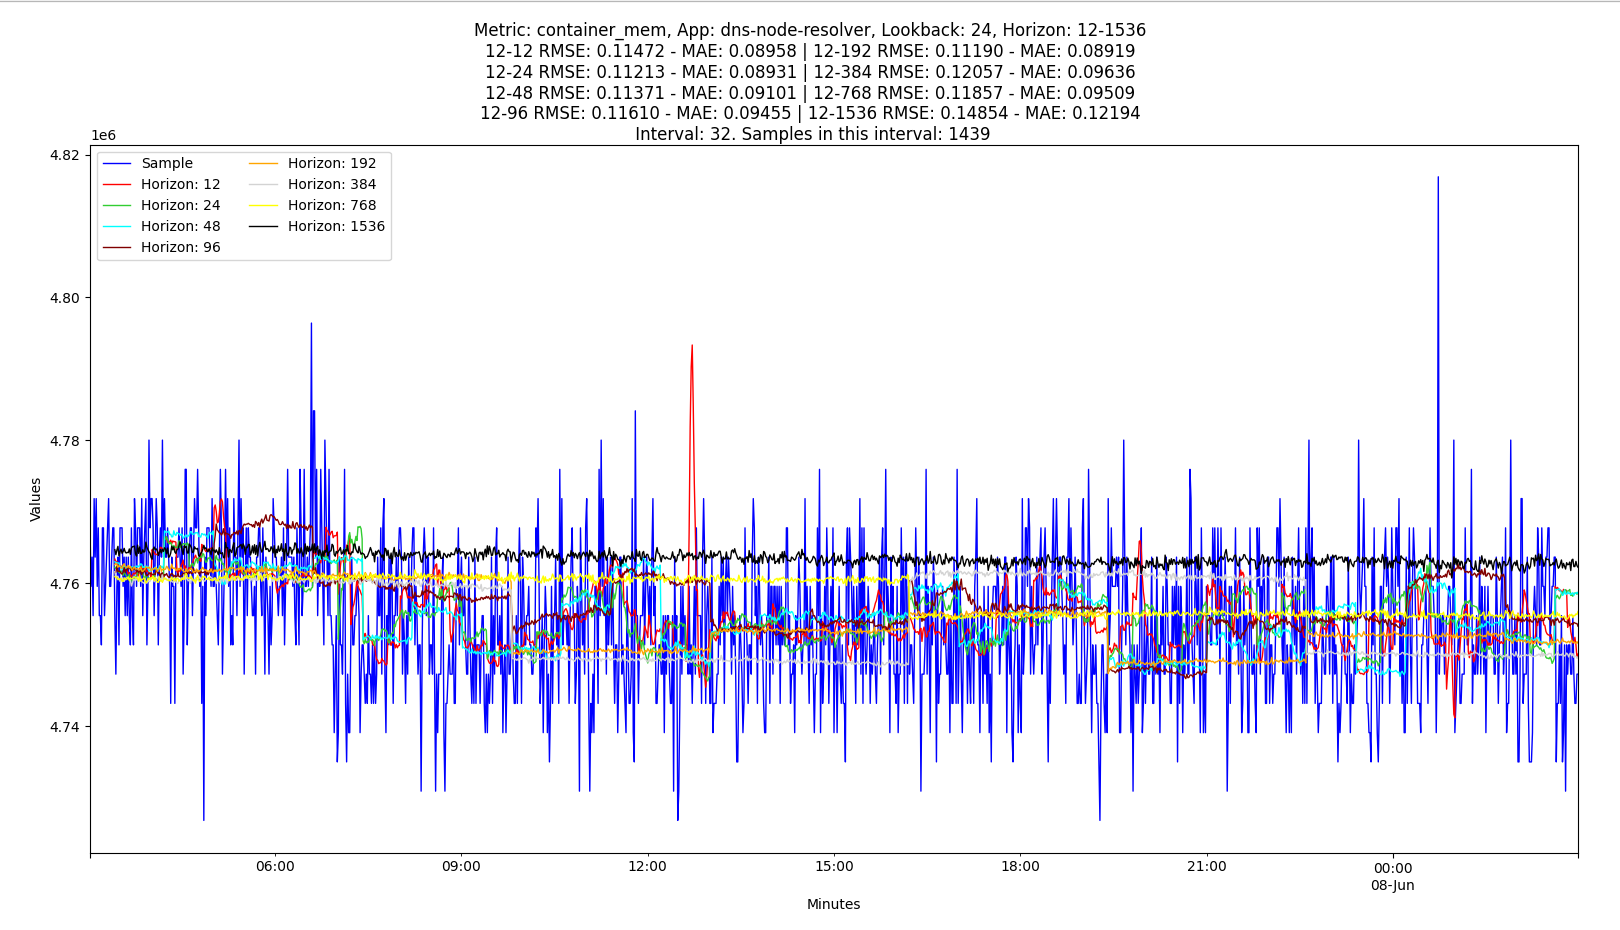 Metric: container_mem, App: dns-node-resolver, Lookback: 24, Horizon: 12-1536
12-12 RMSE: 0.11472 - MAE: 0.08958 | 12-192 RMSE: 0.11190 - MAE: 0.08919
12-24 RMSE: 0.11213 - MAE: 0.08931 | 12-384 RMSE: 0.12057 - MAE: 0.09636
12-48 RMSE: 0.11371 - MAE: 0.09101 | 12-768 RMSE: 0.11857 - MAE: 0.09509
12-96 RMSE: 0.11610 - MAE: 0.09455 | 12-1536 RMSE: 0.14854 - MAE: 0.12194
Interval: 32. Samples in this interval: 1439
1e6
4.82
4.80
4.78
4.76
4.74
Values
Sample
Horizon: 12
Horizon: 24
Horizon: 48
Horizon: 96
Horizon: 192
Horizon: 384
Horizon: 768
Horizon: 1536
06:00
09:00
12:00
15:00
18:00
21:00
00:00
08-Jun
Minutes